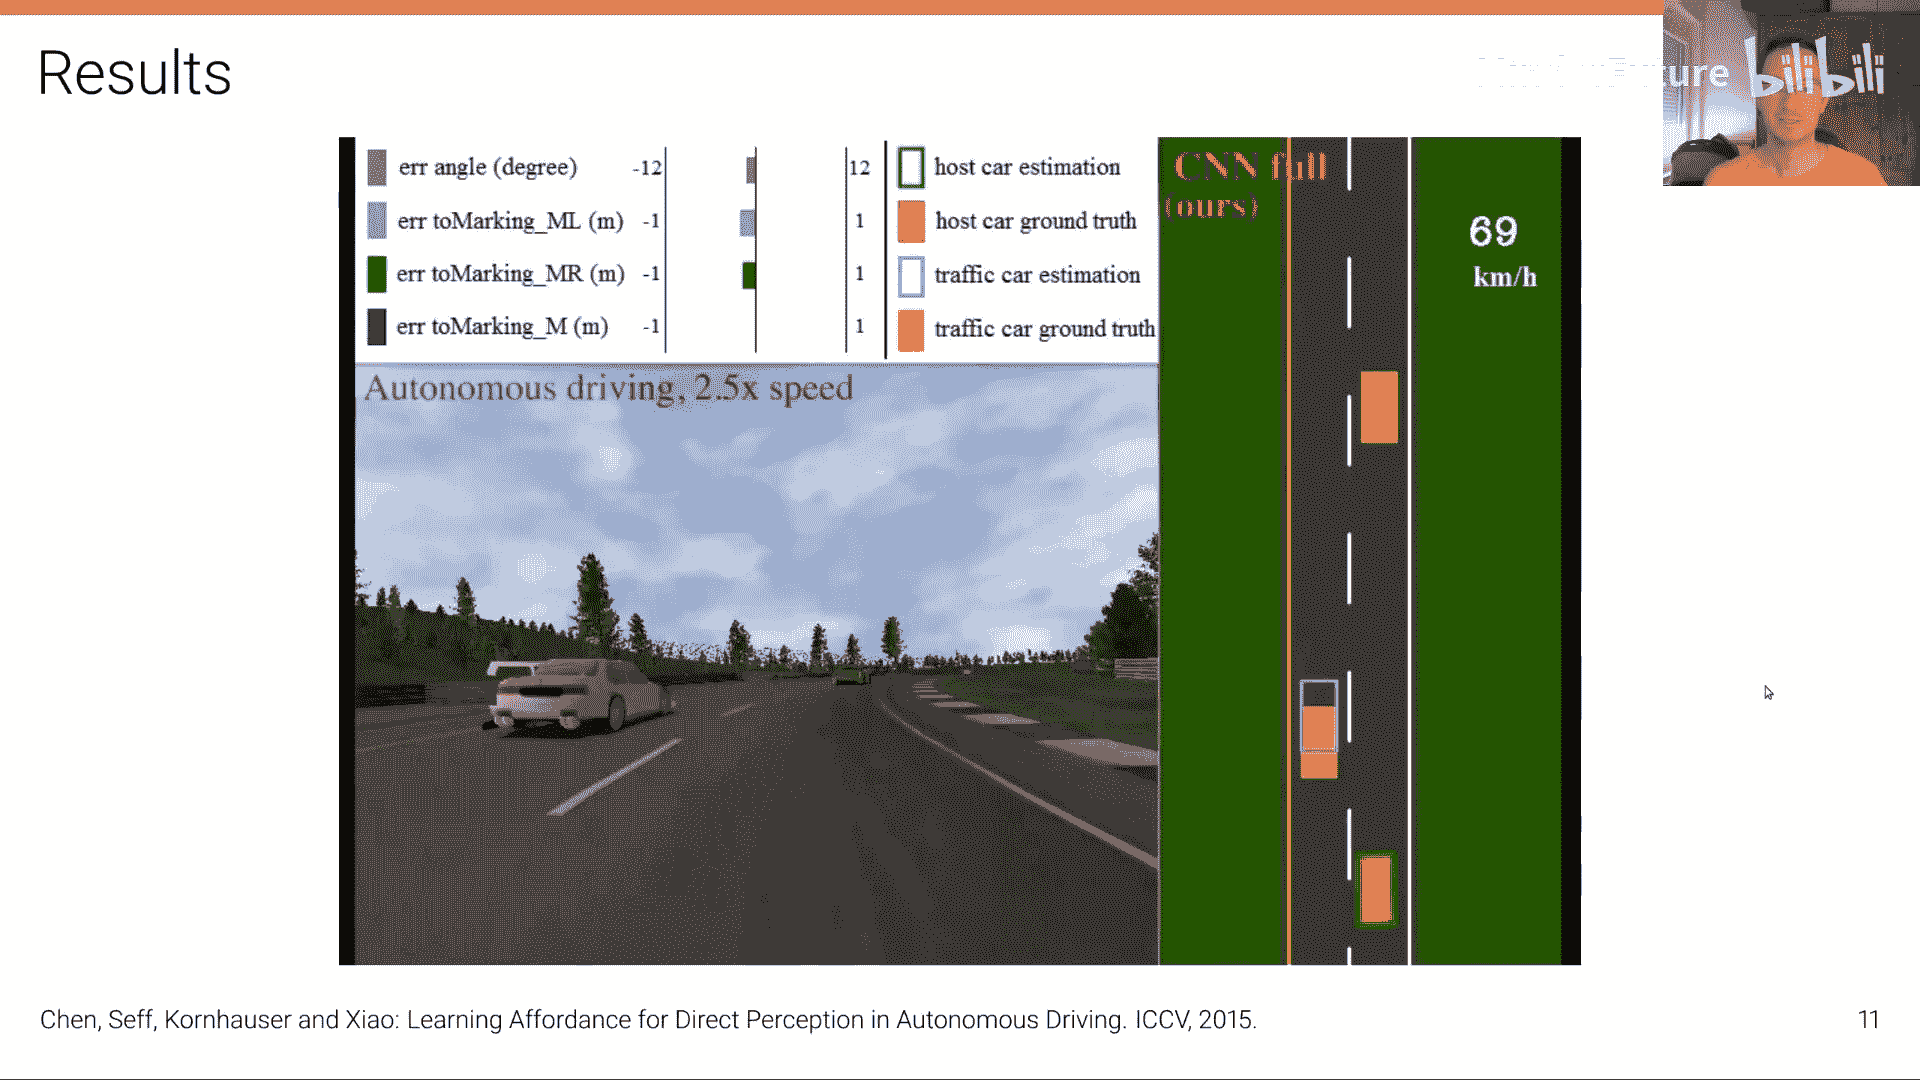 Results
ure bilibili
err angle (degree) -12 12
err toMarking_ML (m) -1 1
err toMarking_MR (m) -1 1
err toMarking_M (m) -1 1
host car estimation
host car ground truth
traffic car estimation
traffic car ground truth
CNN full
(ours)
69
km/h
Autonomous driving, 2.5x speed
Chen, Seff, Kornhauser and Xiao: Learning Affordance for Direct Perception in Autonomous Driving. ICCV, 2015.
11